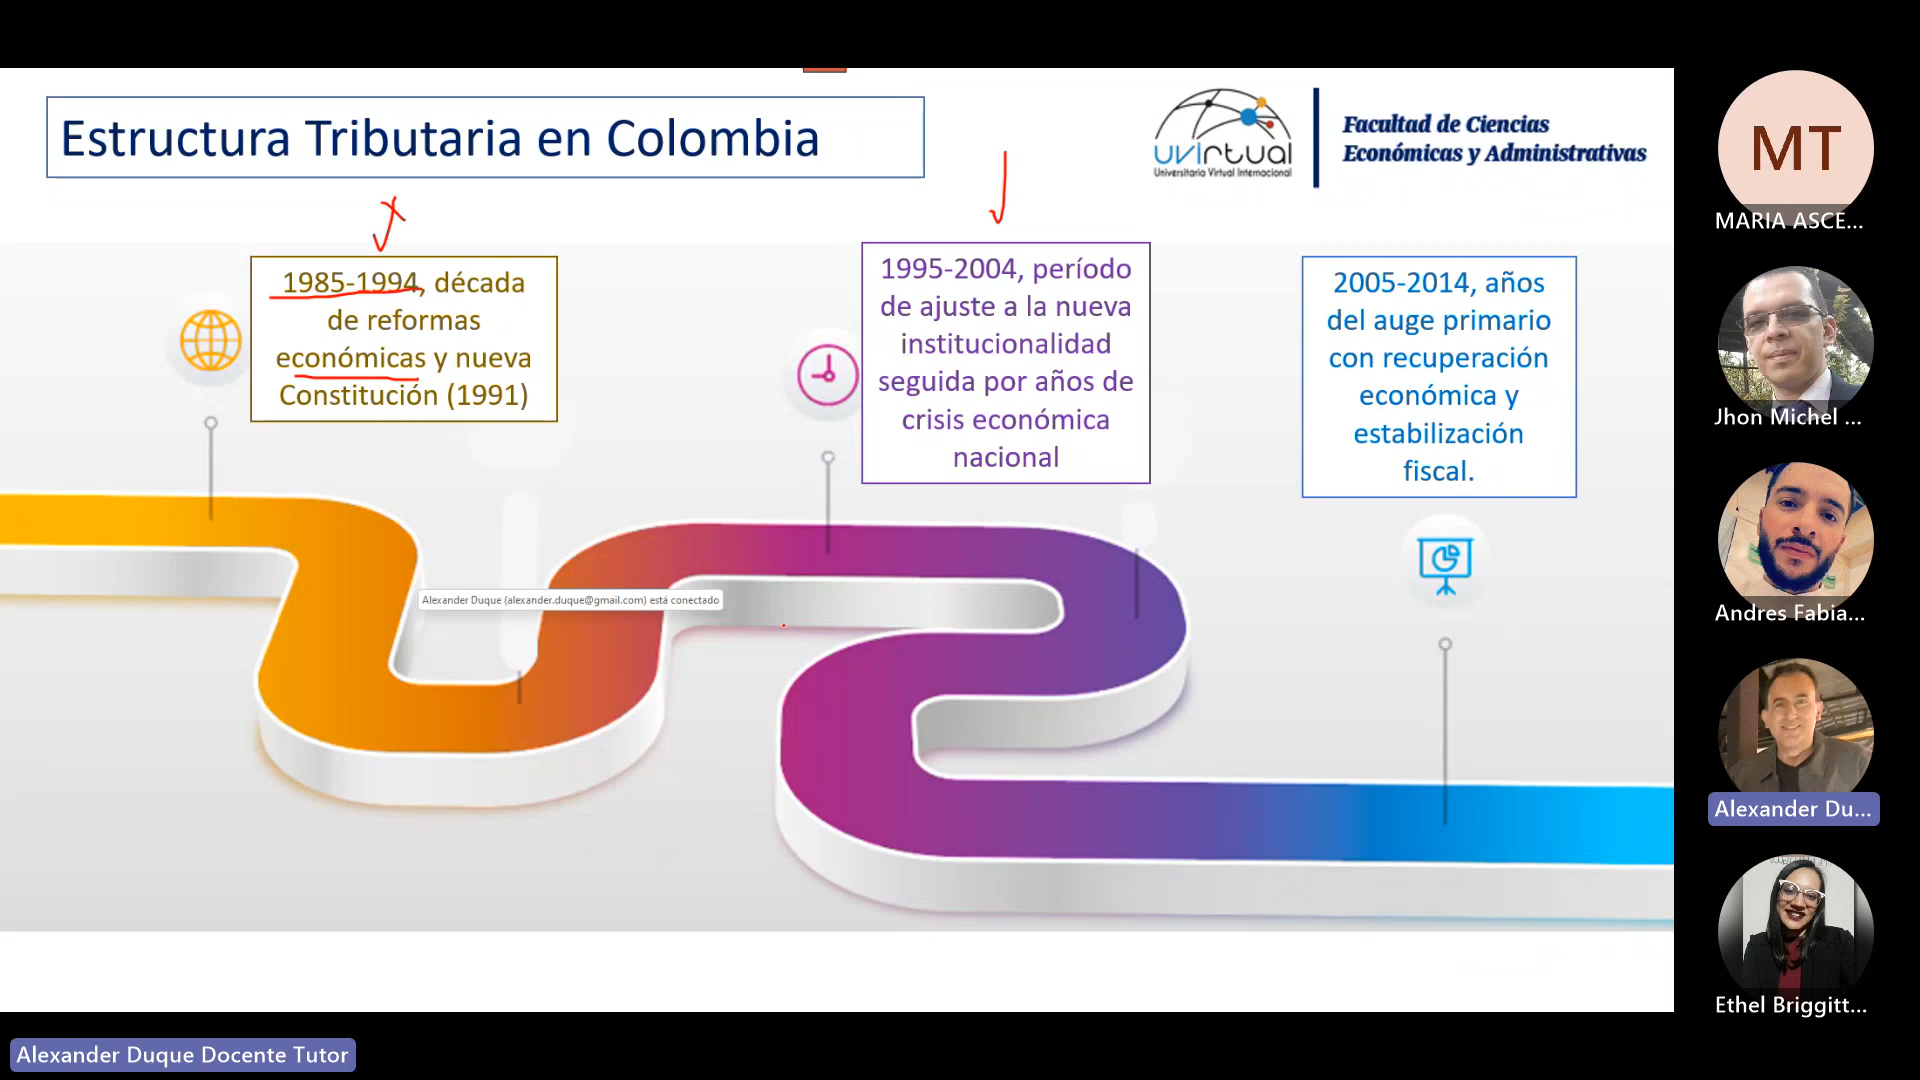 Estructura Tributaria en Colombia
uvirtual
Universitaria Virtual Internacional
Facultad de Ciencias
Económicas y Administrativas
1985-1994, década
de reformas
económicas y nueva
Constitución (1991)
1995-2004, período
de ajuste a la nueva
institucionalidad
seguida por años de
crisis económica
nacional
2005-2014, años
del auge primario
con recuperación
económica y
estabilización
fiscal.
Alexander Duque (alexander.duque@gmail.com) está conectado
MT
MARIA ASCE...
Jhon Michel ...
Andres Fabia...
Alexander Du...
Ethel Briggitt...
Alexander Duque Docente Tutor